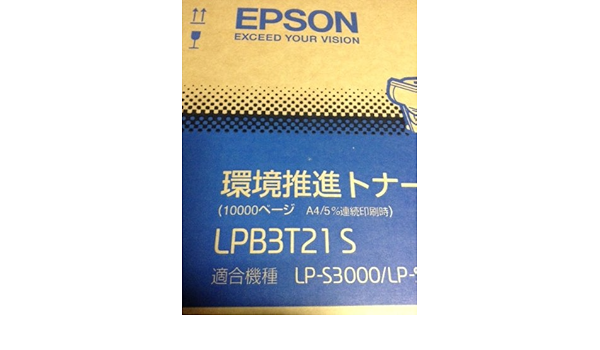 EPSON
EXCEED YOUR VISION
環境推進トナー
(10000ページ A4/5%連続印刷時)
LPB3T21 S
適合機種 LP-S3000/LP-